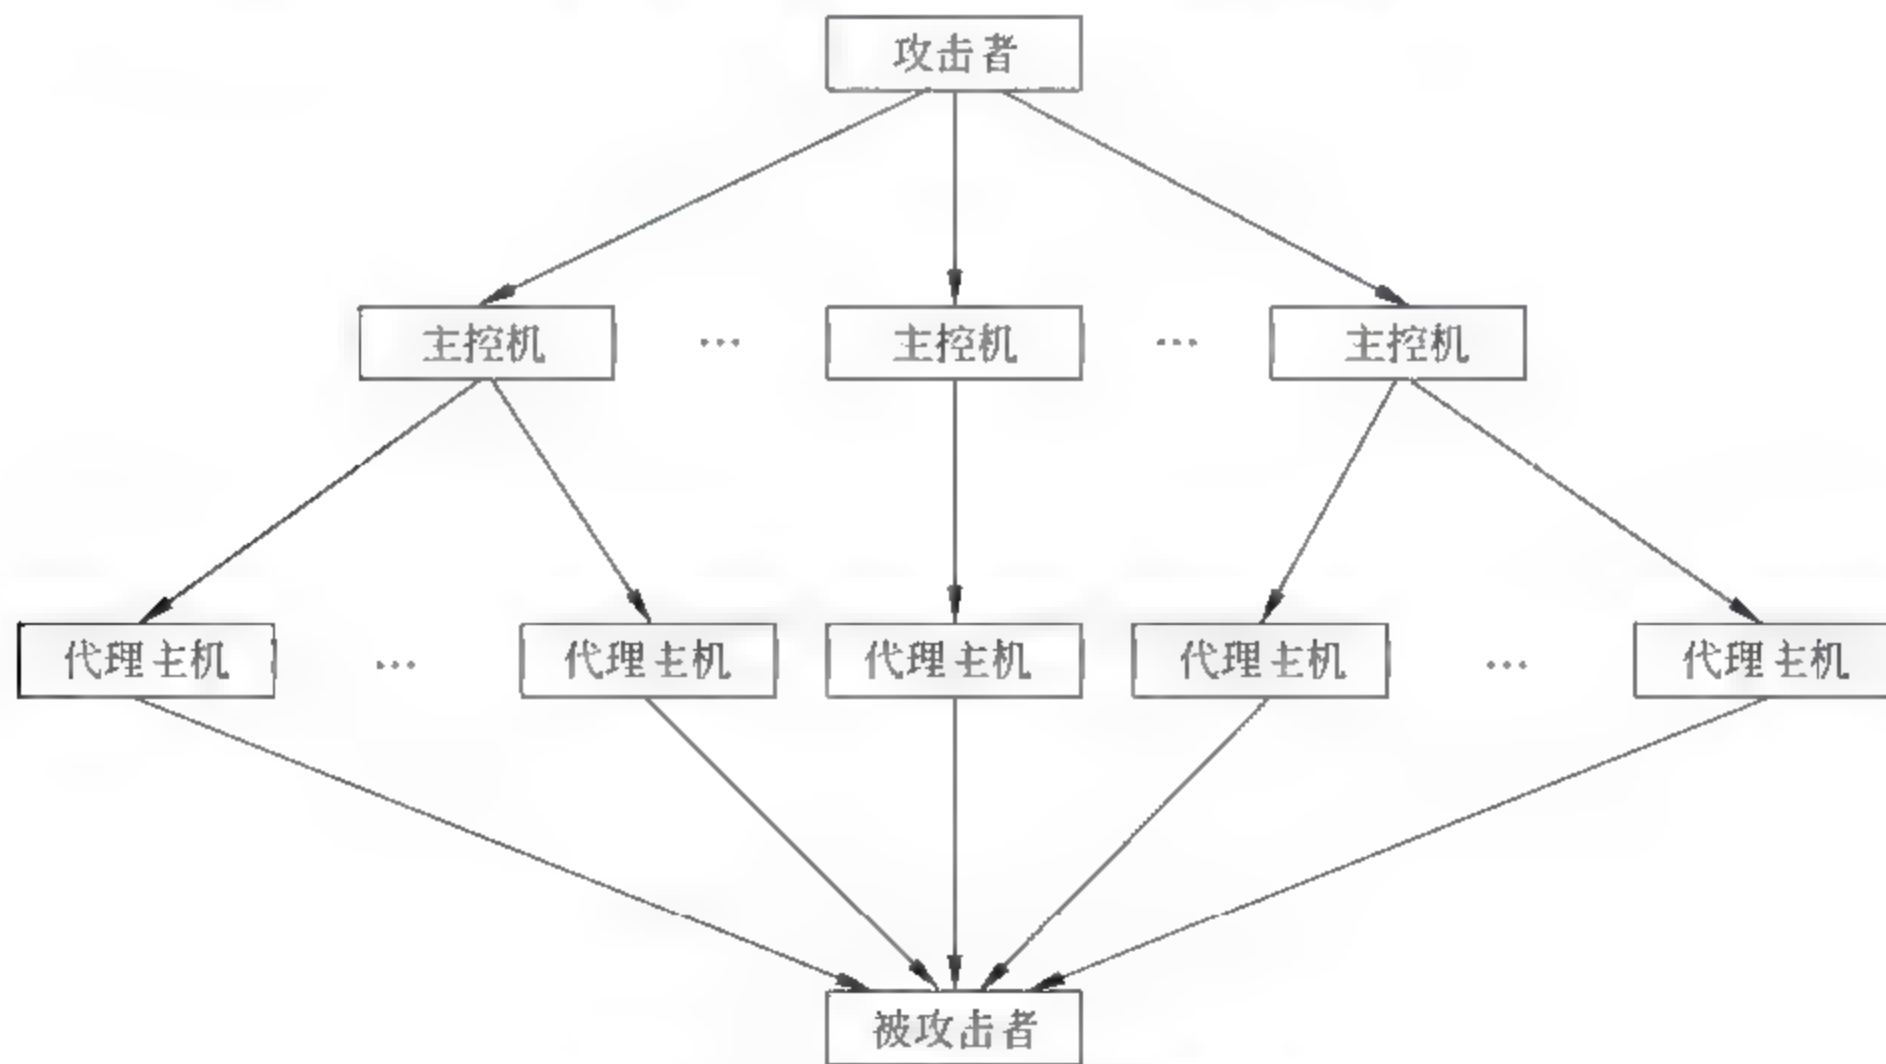 攻击者
主控机 … 主控机 … 主控机
代理主机 … 代理主机 代理主机 代理主机 … 代理主机
被攻击者